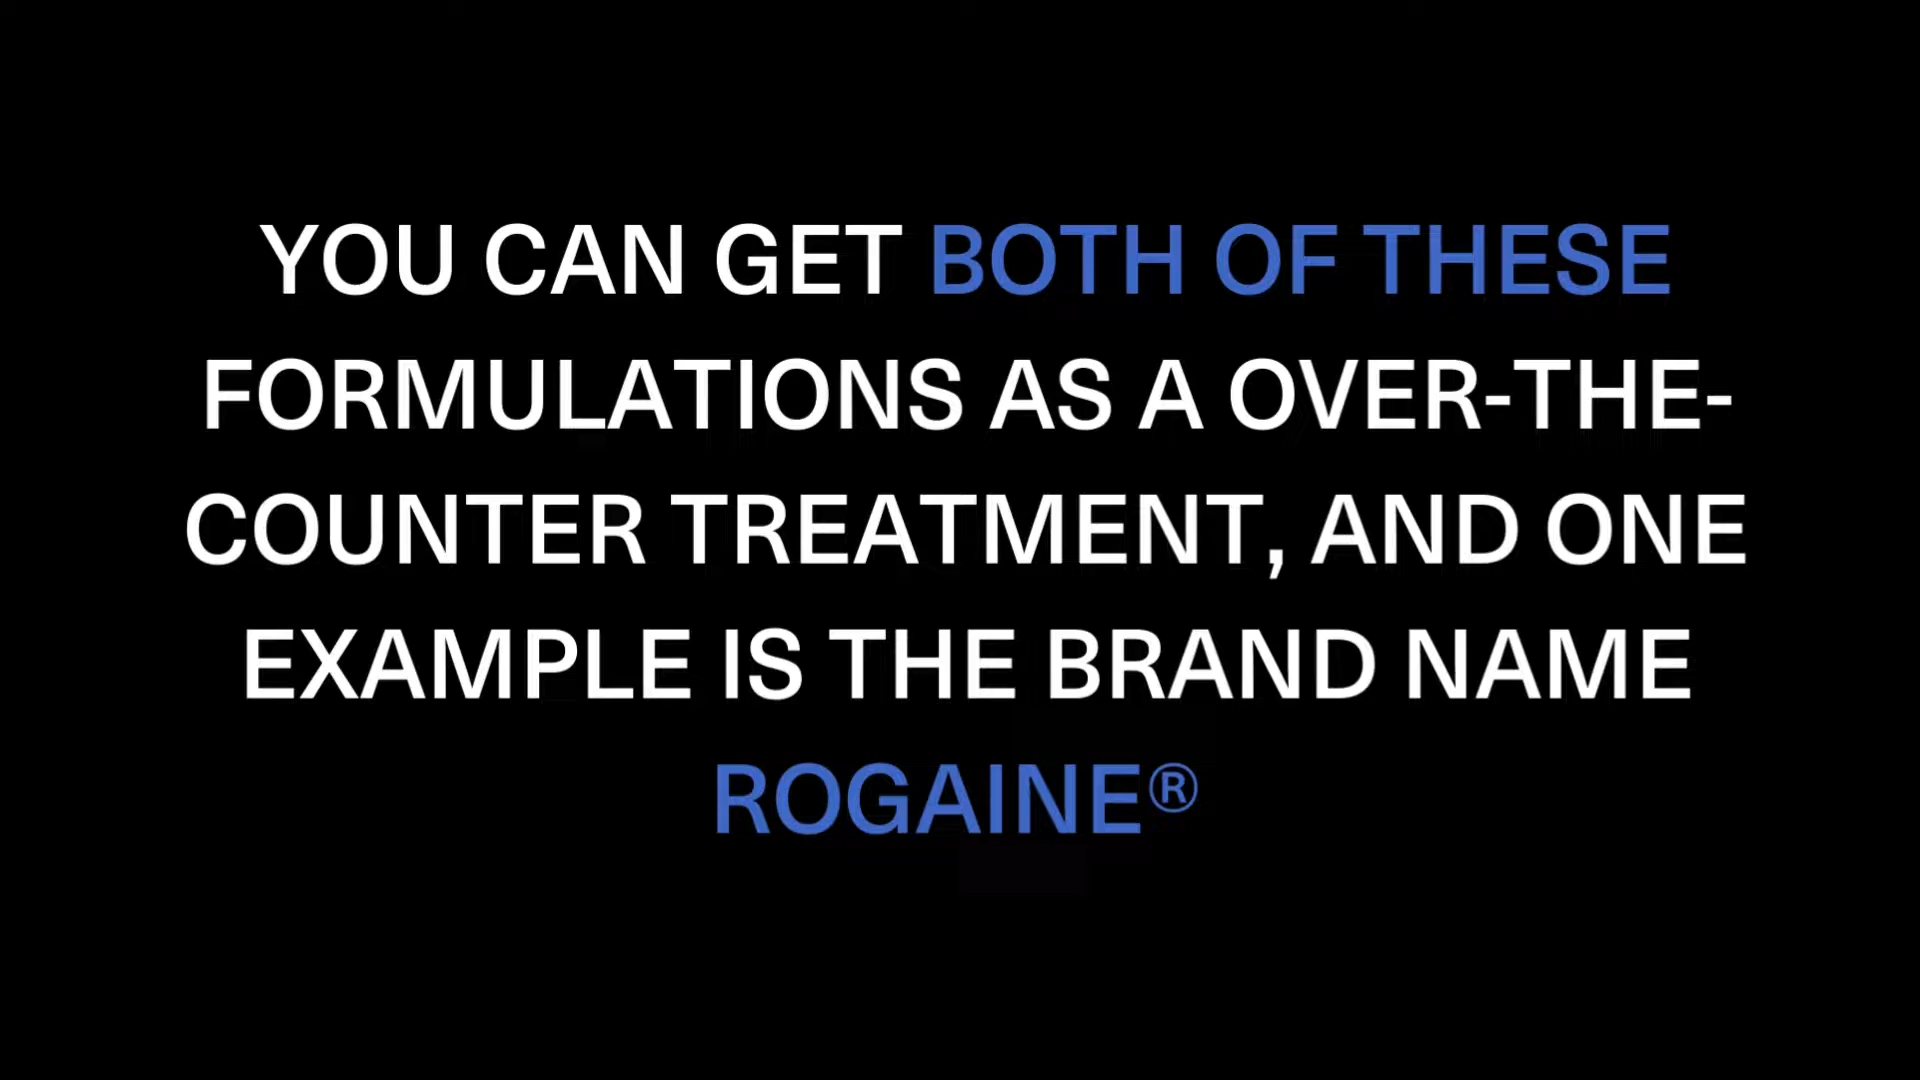 YOU CAN GET BOTH OF THESE
FORMULATIONS AS A OVER-THE-
COUNTER TREATMENT, AND ONE
EXAMPLE IS THE BRAND NAME
ROGAINE®